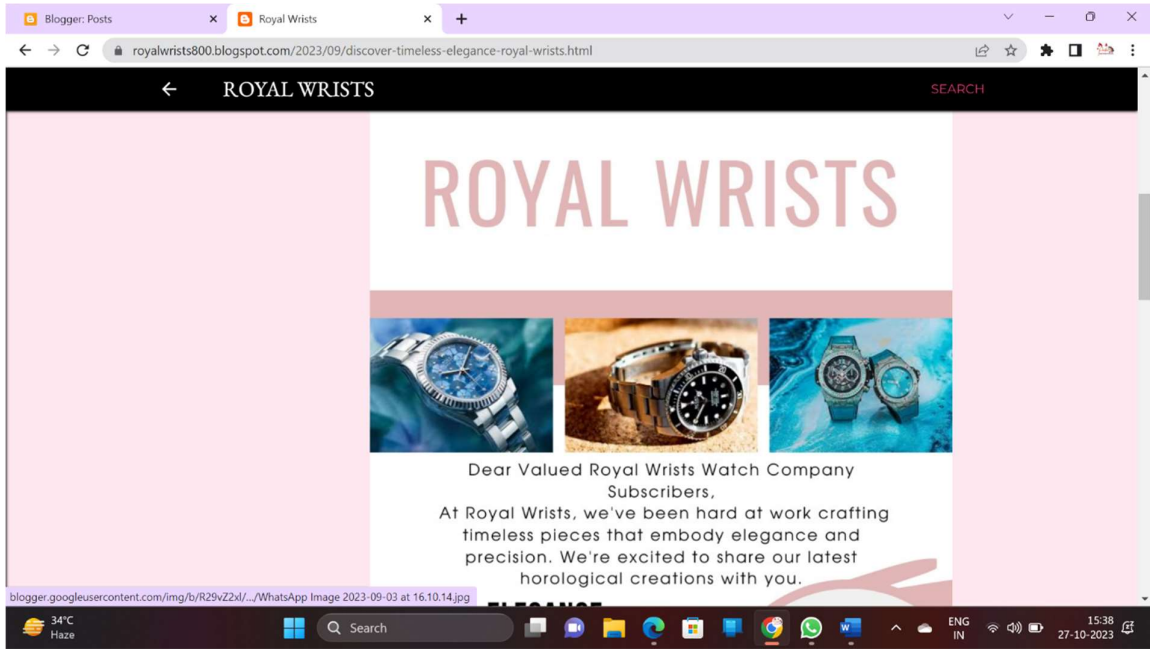 Blogger: Posts
Royal Wrists
royalwrists800.blogspot.com/2023/09/discover-timeless-elegance-royal-wrists.html
ROYAL WRISTS
SEARCH
ROYAL WRISTS
Dear Valued Royal Wrists Watch Company
Subscribers,
At Royal Wrists, we've been hard at work crafting
timeless pieces that embody elegance and
precision. We're excited to share our latest
horological creations with you.
ELEGANCE
blogger.googleusercontent.com/img/b/R29vZ2xl/.../WhatsApp Image 2023-09-03 at 16.10.14.jpg
34°C
Haze
Search
ENG
IN
15:38
27-10-2023